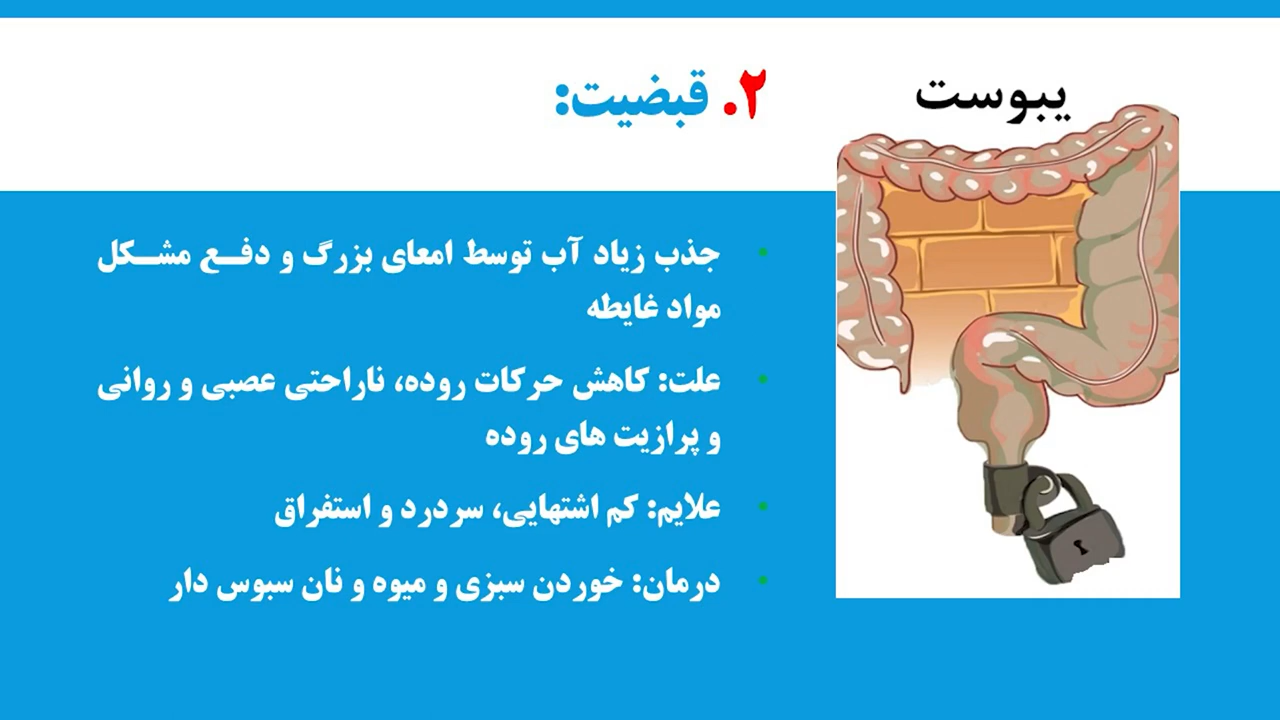 یبوست
۲. قبضیت:
جذب زیاد آب توسط امعای بزرگ و دفـع مشـکل
مواد غایطه
علت: کاهش حرکات روده، ناراحتی عصبی و روانی
و پرازیت های روده
علایم: کم اشتهایی، سردرد و استفراق
درمان: خوردن سبزی و میوه و نان سبوس دار